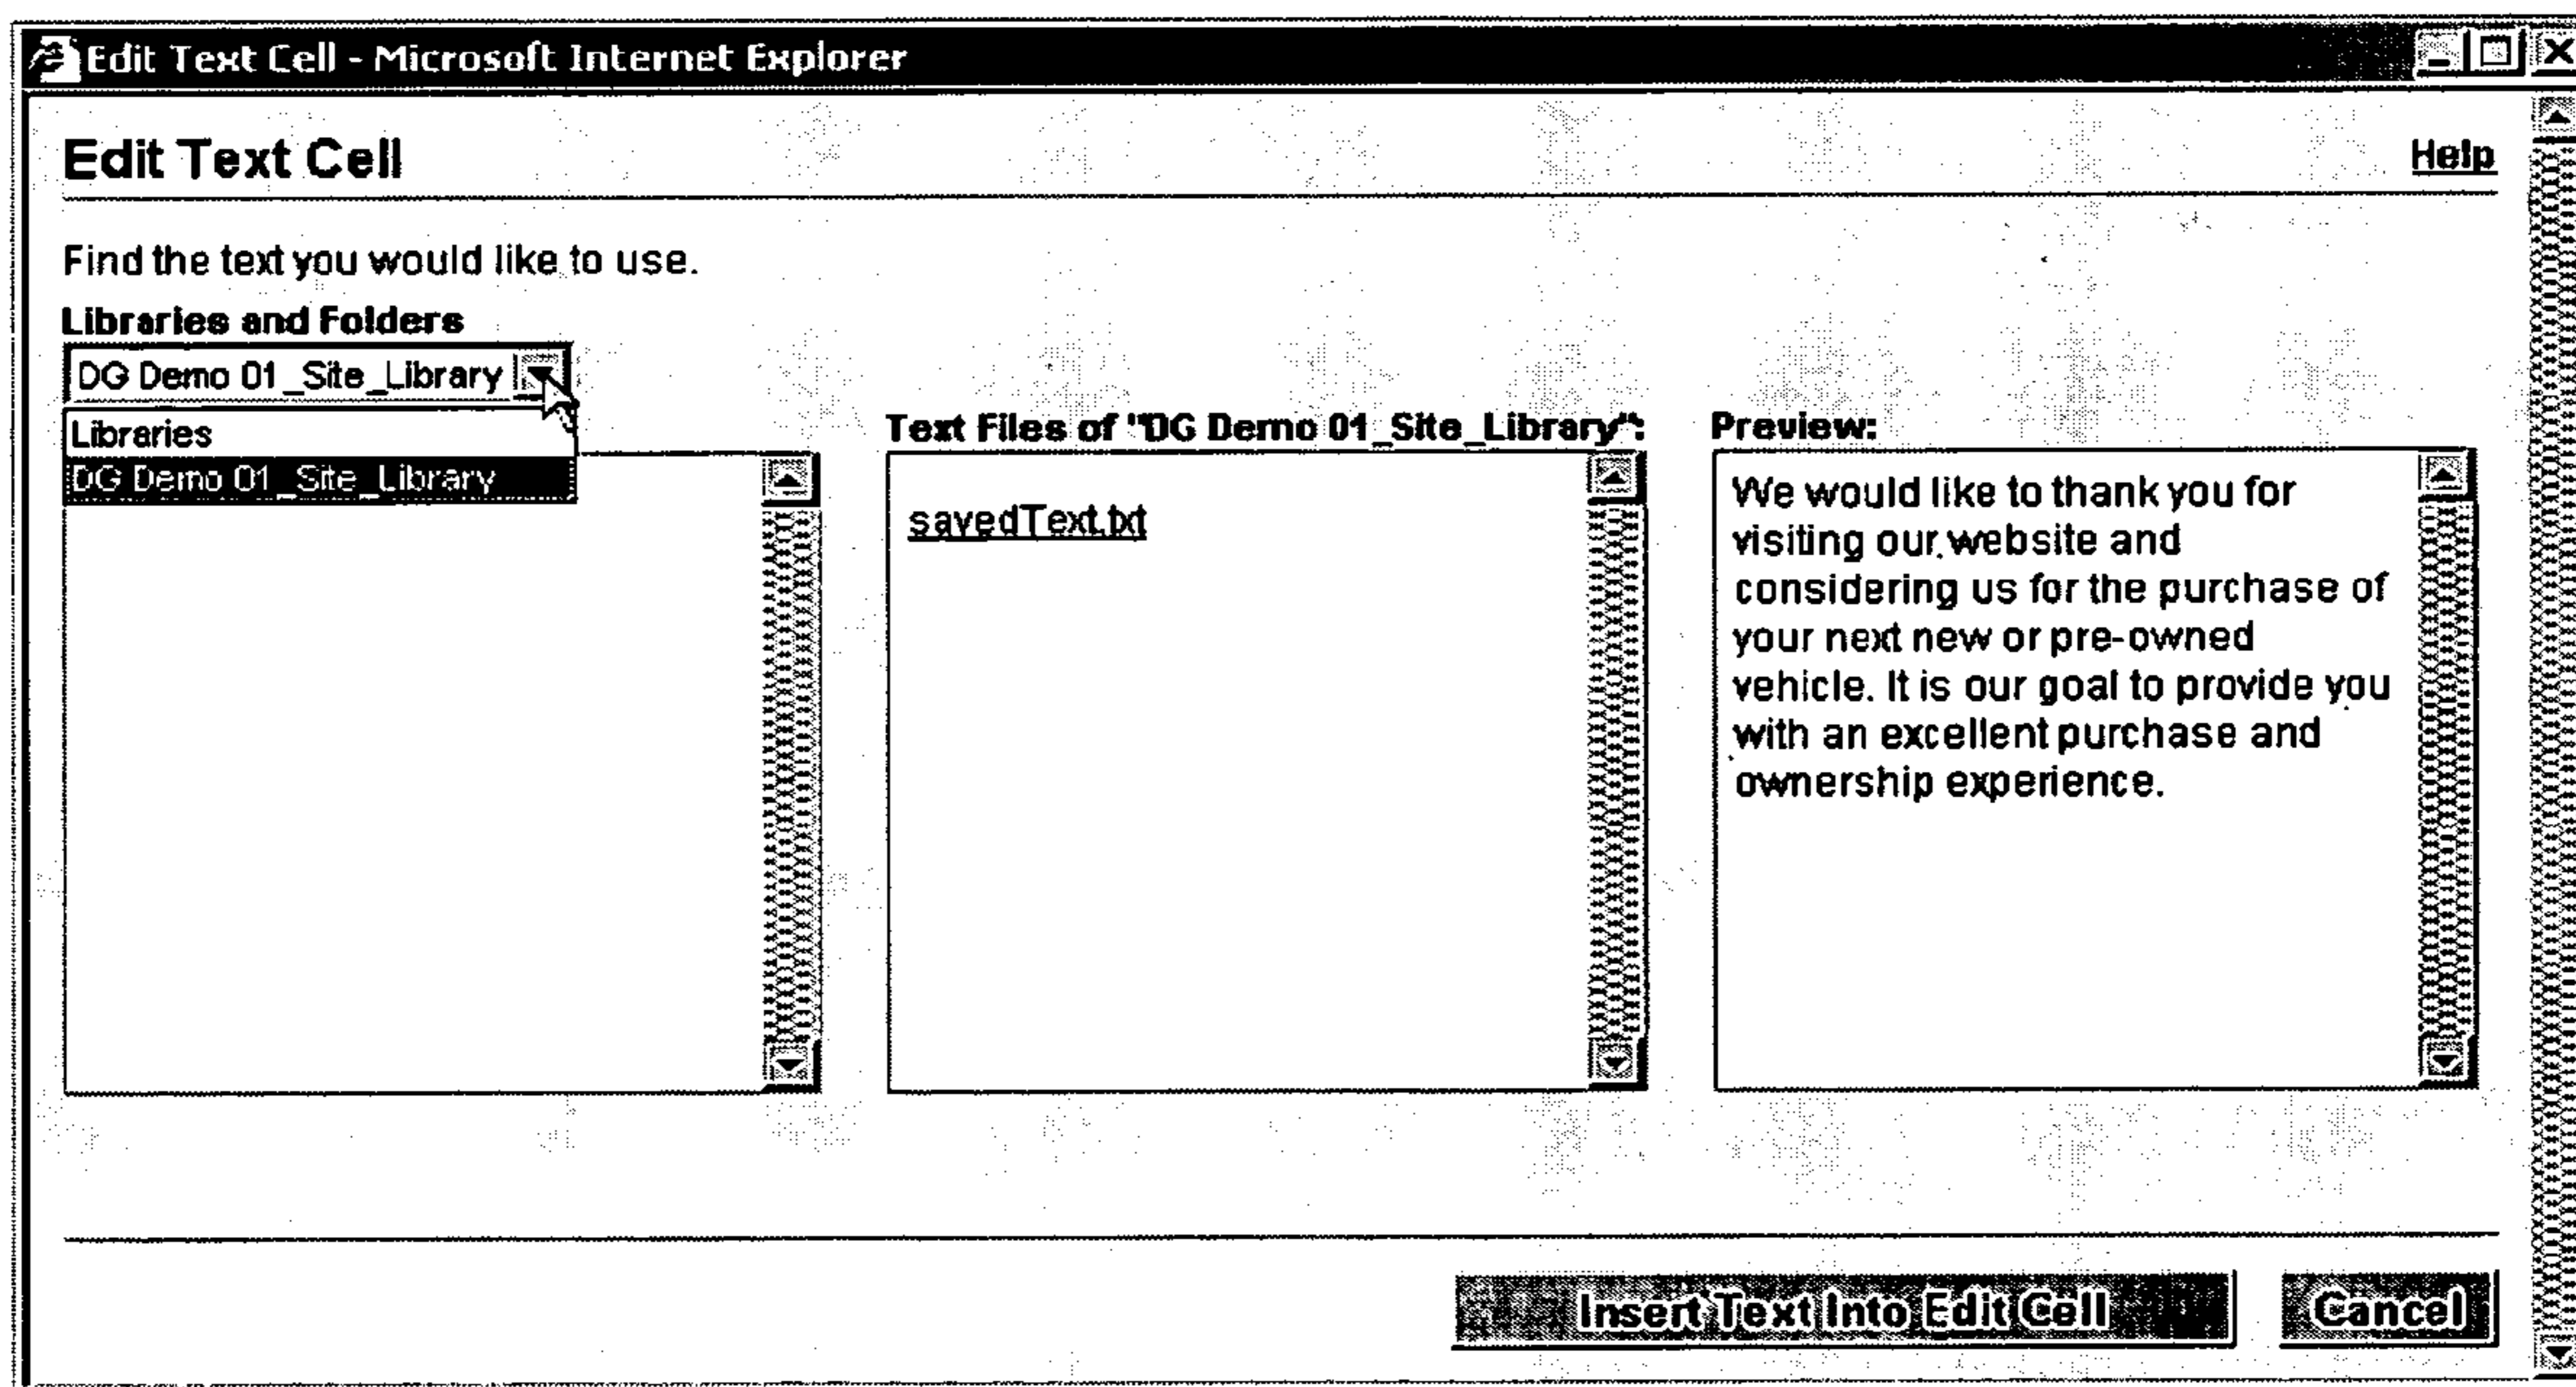 Edit Text Cell - Microsoft Internet Explorer
Edit Text Cell
Help
Find the text you would like to use.
Libraries and Folders
DG Demo 01_Site_Library
Libraries
DG Demo 01_Site_Library
Text Files of "DG Demo 01_Site_Library":
savedText.txt
Preview:
We would like to thank you for
visiting our website and
considering us for the purchase of
your next new or pre-owned
vehicle. It is our goal to provide you
with an excellent purchase and
ownership experience.
Insert Text Into Edit Cell
Cancel